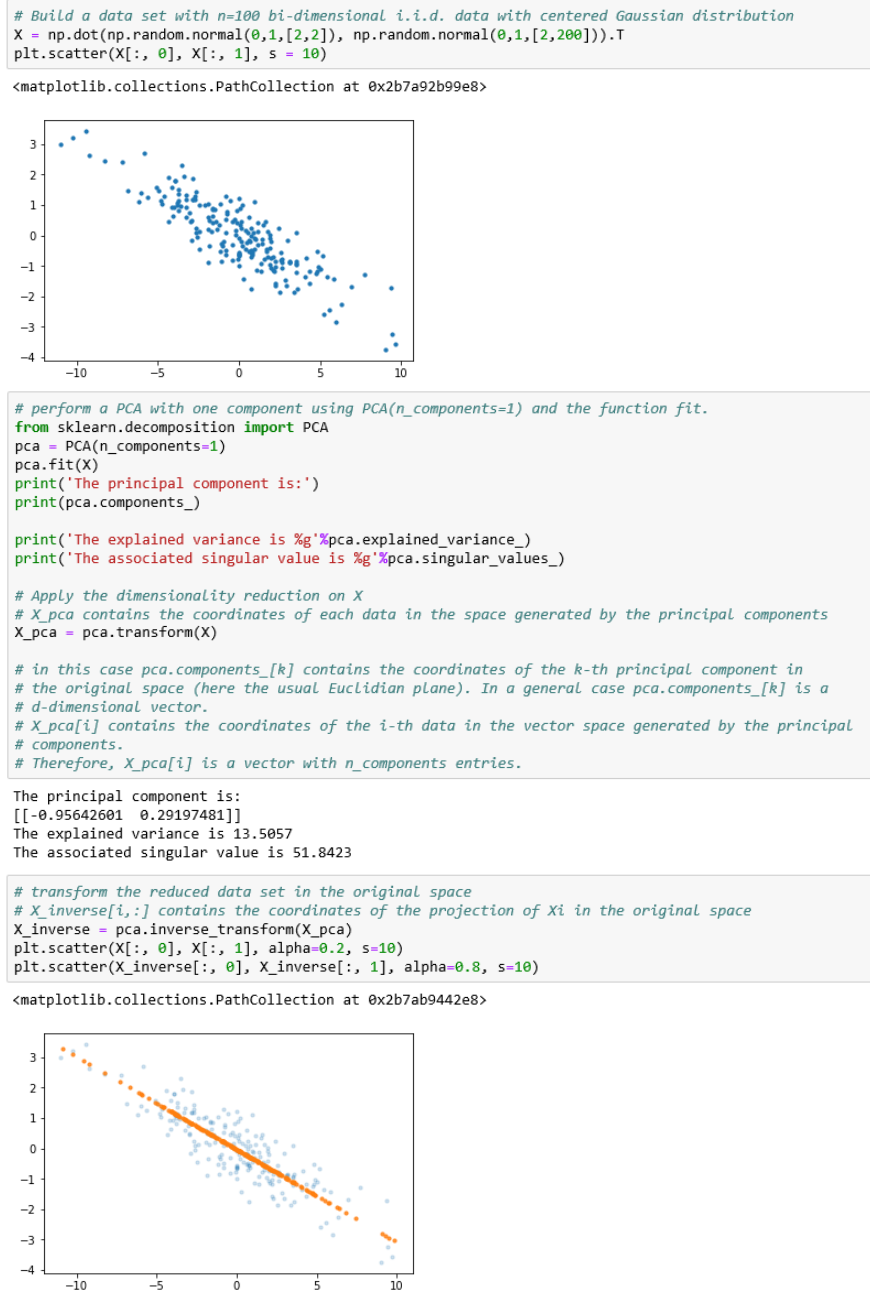 # Build a data set with n=100 bi-dimensional i.i.d. data with centered Gaussian distribution
X = np.dot(np.random.normal(0,1,[2,2]), np.random.normal(0,1,[2,200])).T
plt.scatter(X[:, 0], X[:, 1], s = 10)
<matplotlib.collections.PathCollection at 0x2b7a92b99e8>
3
2
1
0
−1
−2
−3
−4
−10 −5 0 5 10
# perform a PCA with one component using PCA(n_components=1) and the function fit.
from sklearn.decomposition import PCA
pca = PCA(n_components=1)
pca.fit(X)
print('The principal component is:')
print(pca.components_)
print('The explained variance is %g'%pca.explained_variance_)
print('The associated singular value is %g'%pca.singular_values_)
# Apply the dimensionality reduction on X
# X_pca contains the coordinates of each data in the space generated by the principal components
X_pca = pca.transform(X)
# in this case pca.components_[k] contains the coordinates of the k-th principal component in
# the original space (here the usual Euclidian plane). In a general case pca.components_[k] is a
# d-dimensional vector.
# X_pca[i] contains the coordinates of the i-th data in the vector space generated by the principal
# components.
# Therefore, X_pca[i] is a vector with n_components entries.
The principal component is:
[[-0.95642601  0.29197481]]
The explained variance is 13.5057
The associated singular value is 51.8423
# transform the reduced data set in the original space
# X_inverse[i,:] contains the coordinates of the projection of Xi in the original space
X_inverse = pca.inverse_transform(X_pca)
plt.scatter(X[:, 0], X[:, 1], alpha=0.2, s=10)
plt.scatter(X_inverse[:, 0], X_inverse[:, 1], alpha=0.8, s=10)
<matplotlib.collections.PathCollection at 0x2b7ab9442e8>
3
2
1
0
−1
−2
−3
−4
−10 −5 0 5 10